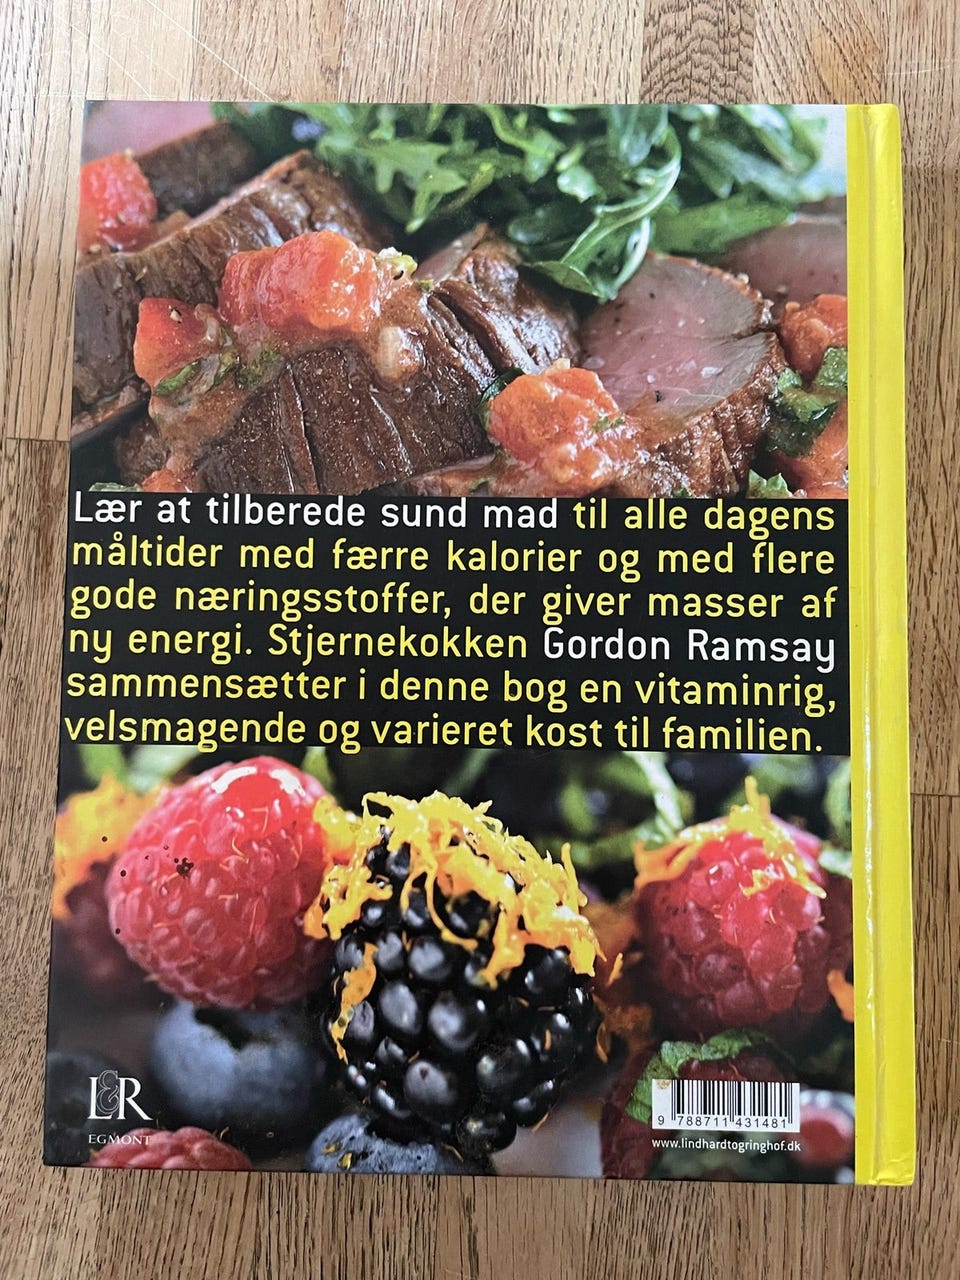 Lær at tilberede sund mad til alle dagens
måltider med færre kalorier og med flere
gode næringsstoffer, der giver masser af
ny energi. Stjernekokken Gordon Ramsay
sammensætter i denne bog en vitaminrig,
velsmagende og varieret kost til familien.
L&R
EGMONT
9 788711 431481
www.lindhardtogringhof.dk